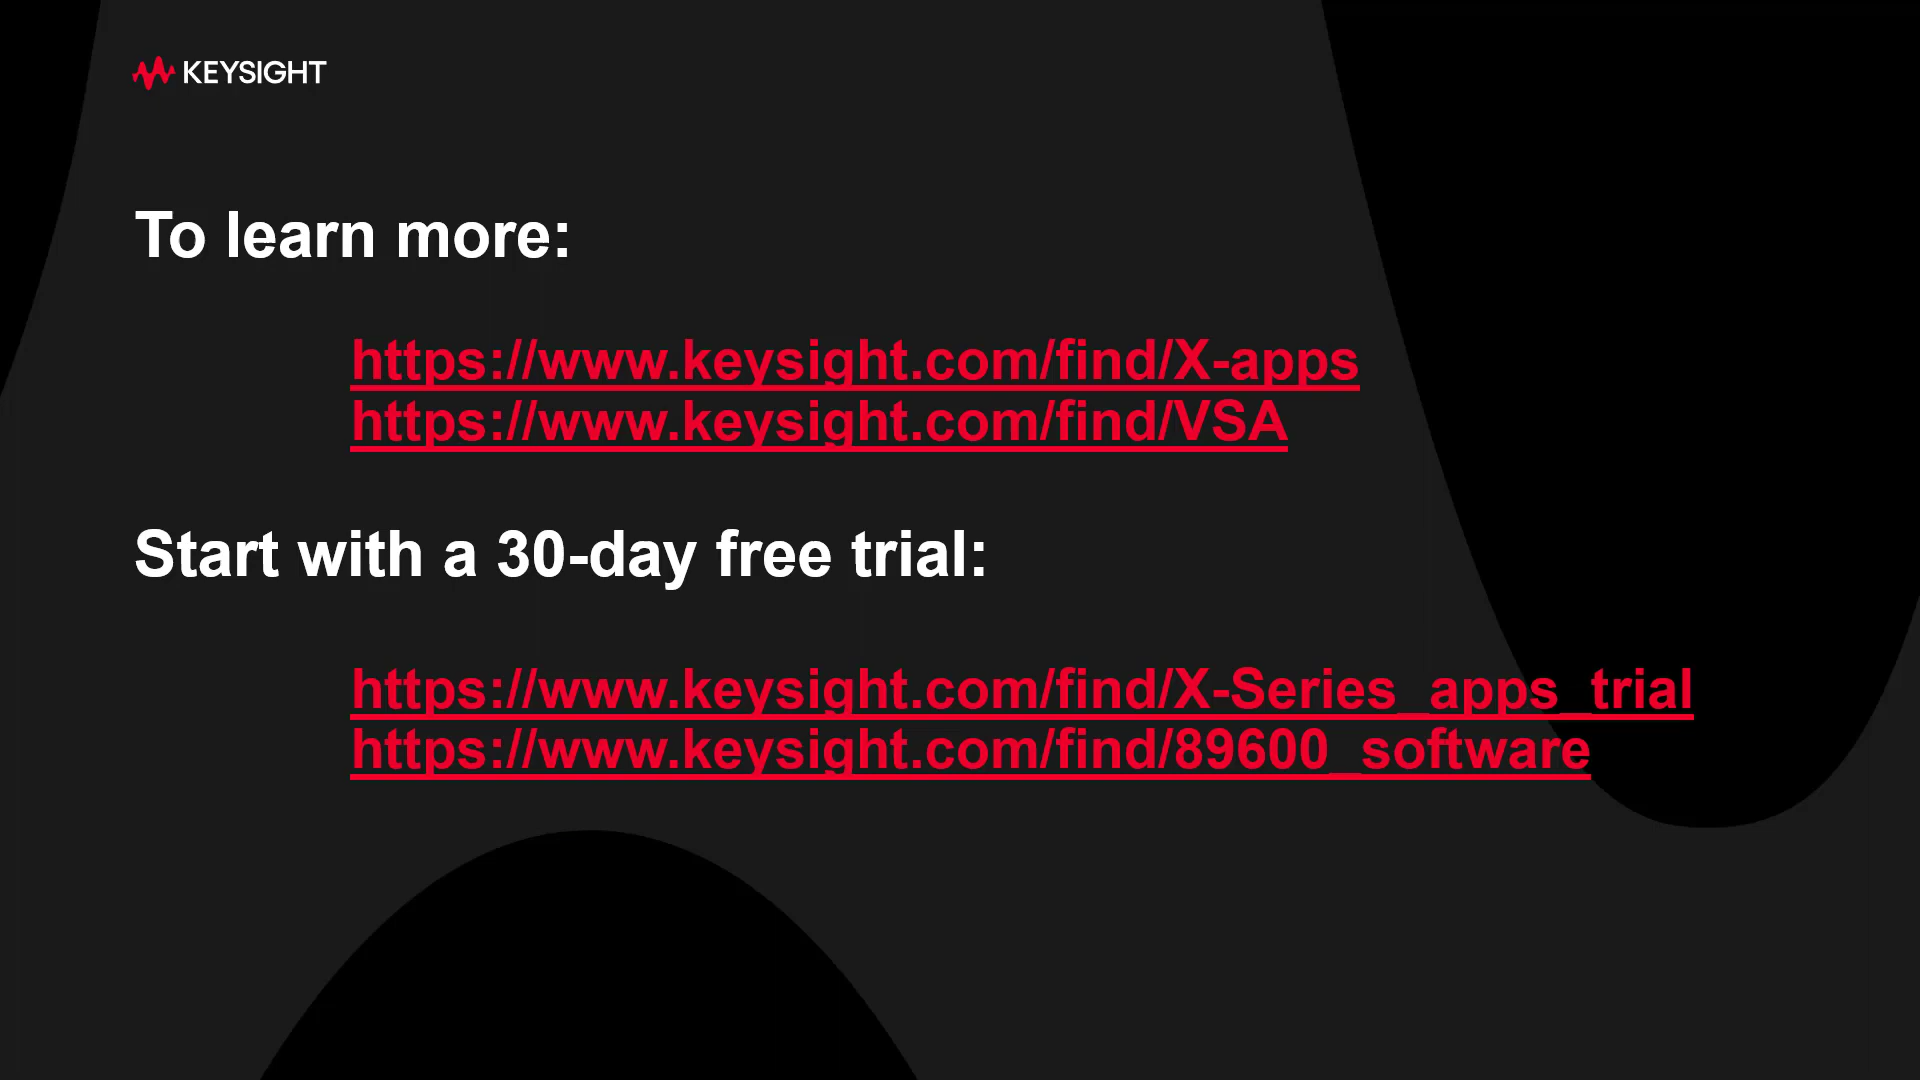 KEYSIGHT
To learn more:
https://www.keysight.com/find/X-apps
https://www.keysight.com/find/VSA
Start with a 30-day free trial:
https://www.keysight.com/find/X-Series_apps_trial
https://www.keysight.com/find/89600_software